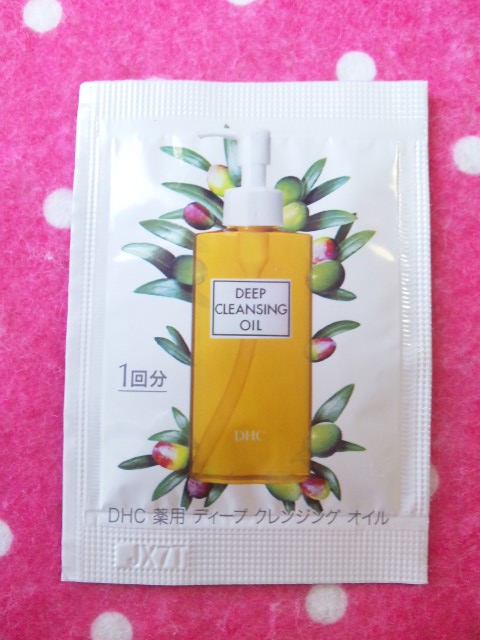 DEEP
CLEANSING
OIL
1回分
DHC
DHC 薬用 ディープ クレンジング オイル